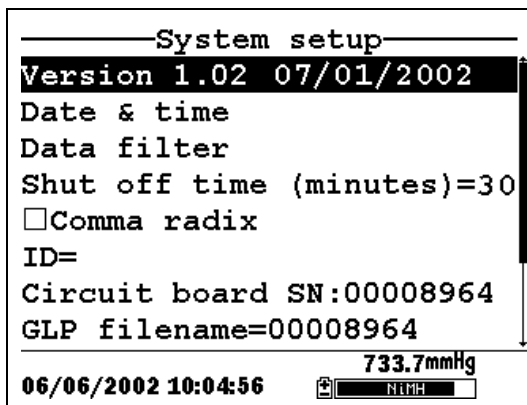 System setup
Version 1.02 07/01/2002
Date & time
Data filter
Shut off time (minutes)=30
Comma radix
ID=
Circuit board SN:00008964
GLP filename=00008964
733.7mmHg
06/06/2002 10:04:56 NiMH